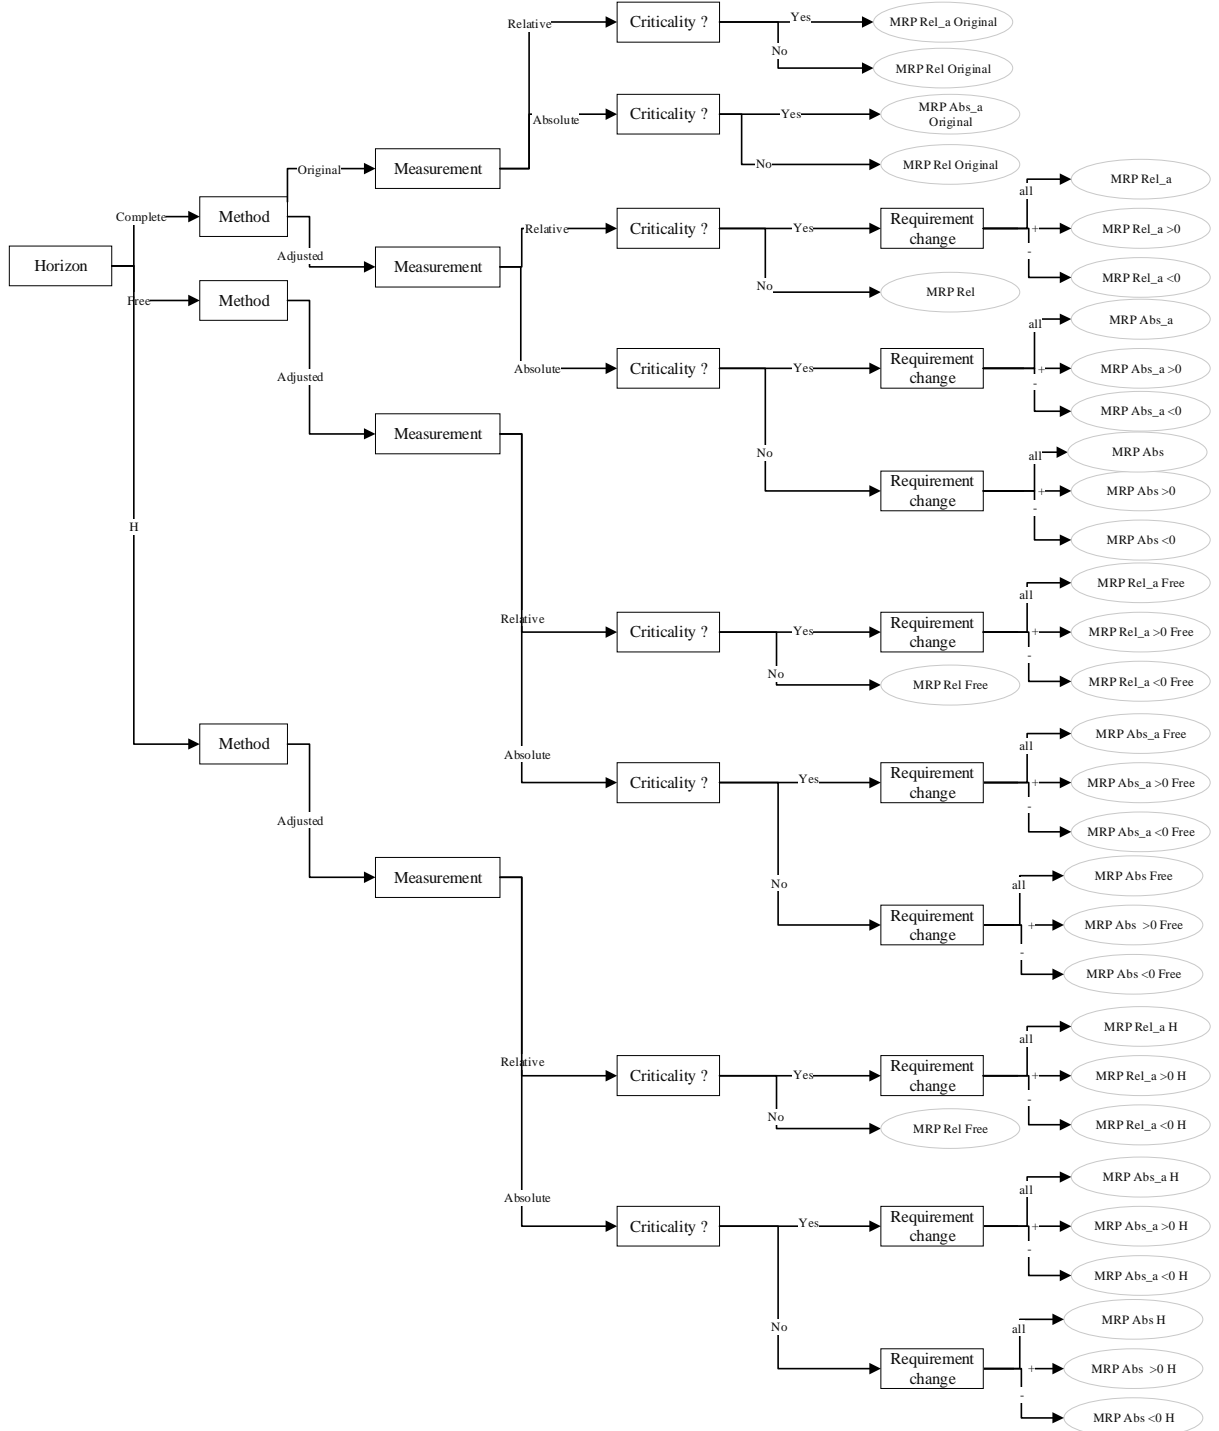 Relative
Criticality ?
Yes
MRP Rel_a Original
No
MRP Rel Original
Absolute
Criticality ?
Yes
MRP Abs_a
Original
No
MRP Rel Original
Original
Measurement
Complete
Method
Adjusted
Horizon
Measurement
Relative
Criticality ?
Yes
Requirement
change
all
MRP Rel_a
+
MRP Rel_a >0
-
MRP Rel_a <0
No
MRP Rel
Absolute
Criticality ?
Yes
Requirement
change
all
MRP Abs_a
+
MRP Abs_a >0
-
MRP Abs_a <0
No
Requirement
change
all
MRP Abs
+
MRP Abs >0
-
MRP Abs <0
Free
Method
Adjusted
Measurement
Relative
Criticality ?
Yes
Requirement
change
all
MRP Rel_a Free
+
MRP Rel_a >0 Free
-
MRP Rel_a <0 Free
No
MRP Rel Free
Absolute
Criticality ?
Yes
Requirement
change
all
MRP Abs_a Free
+
MRP Abs_a >0 Free
-
MRP Abs_a <0 Free
No
Requirement
change
all
MRP Abs Free
+
MRP Abs >0 Free
-
MRP Abs <0 Free
H
Method
Adjusted
Measurement
Relative
Criticality ?
Yes
Requirement
change
all
MRP Rel_a H
+
MRP Rel_a >0 H
-
MRP Rel_a <0 H
No
MRP Rel Free
Absolute
Criticality ?
Yes
Requirement
change
all
MRP Abs_a H
+
MRP Abs_a >0 H
-
MRP Abs_a <0 H
No
Requirement
change
all
MRP Abs H
+
MRP Abs >0 H
-
MRP Abs <0 H